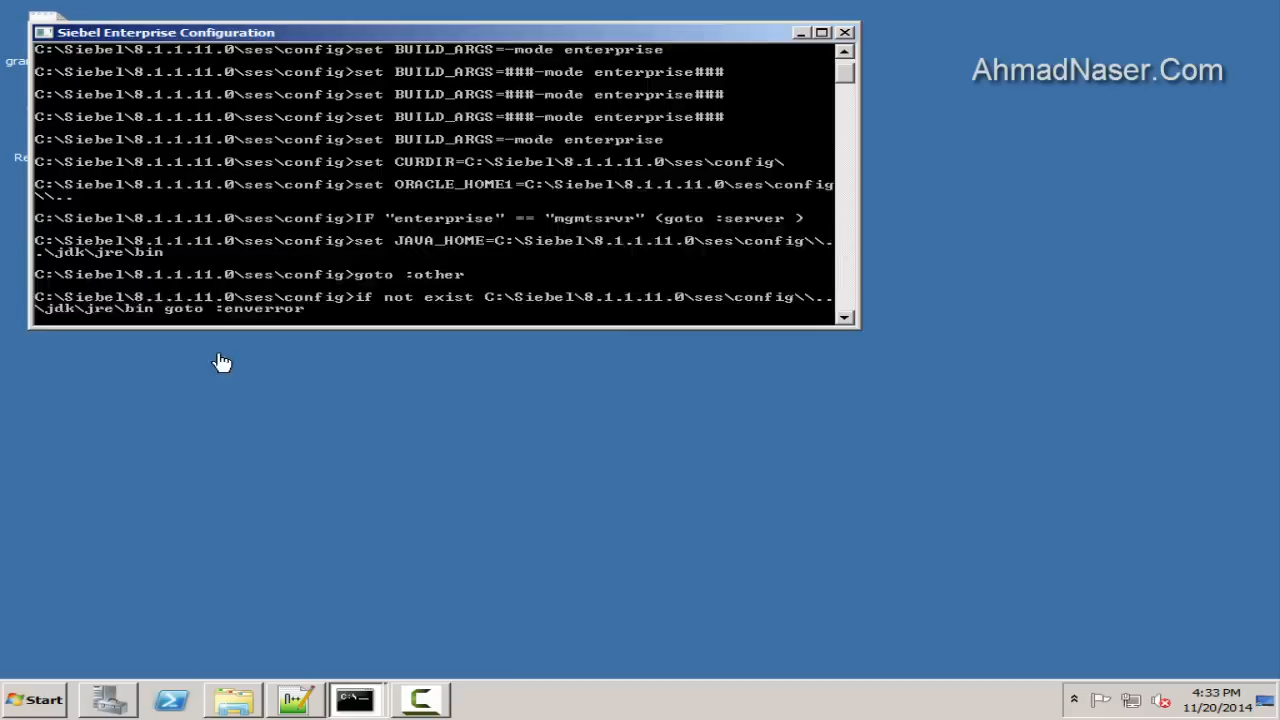 Siebel Enterprise Configuration
AhmadNaser.Com
C:\Siebel\8.1.1.11.0\ses\config>set BUILD_ARGS=-mode enterprise
C:\Siebel\8.1.1.11.0\ses\config>set BUILD_ARGS=###-mode enterprise###
C:\Siebel\8.1.1.11.0\ses\config>set BUILD_ARGS=###-mode enterprise###
C:\Siebel\8.1.1.11.0\ses\config>set BUILD_ARGS=###-mode enterprise###
C:\Siebel\8.1.1.11.0\ses\config>set BUILD_ARGS=-mode enterprise
C:\Siebel\8.1.1.11.0\ses\config>set CURDIR=C:\Siebel\8.1.1.11.0\ses\config\
C:\Siebel\8.1.1.11.0\ses\config>set ORACLE_HOME1=C:\Siebel\8.1.1.11.0\ses\config
\\..
C:\Siebel\8.1.1.11.0\ses\config>IF "enterprise" == "mgmtsrvr" (goto :server )
C:\Siebel\8.1.1.11.0\ses\config>set JAVA_HOME=C:\Siebel\8.1.1.11.0\ses\config\\.
.\jdk\jre\bin
C:\Siebel\8.1.1.11.0\ses\config>goto :other
C:\Siebel\8.1.1.11.0\ses\config>if not exist C:\Siebel\8.1.1.11.0\ses\config\\..
\jdk\jre\bin goto :enverror
Start
4:33 PM
11/20/2014